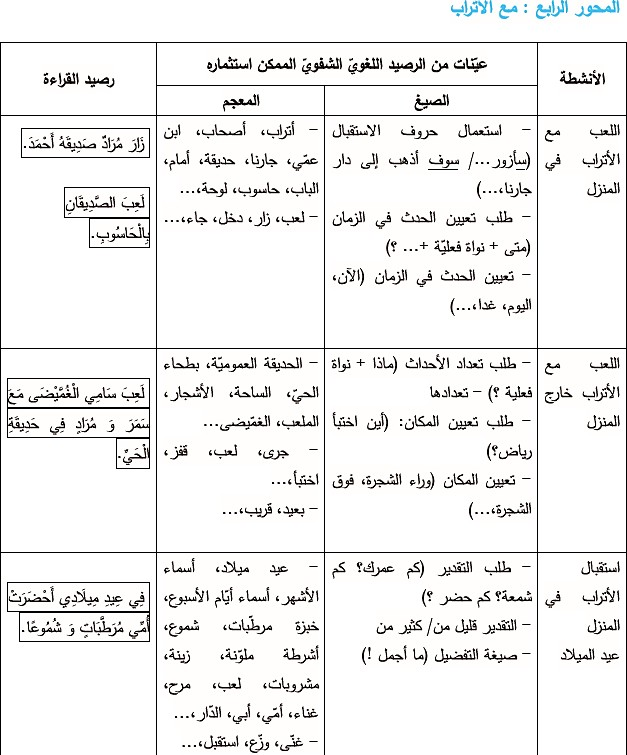 المحور الرابع : مع الأتراب
الأنشطة
عيّنات من الرصيد اللغويّ الشفويّ الممكن استثماره
رصيد القراءة
الصيغ
المعجم
اللعب مع
الأتراب في
المنزل
– استعمال حروف الاستقبال
(سأزور.../ سوف أذهب إلى دار
جارنا،...)
– طلب تعيين الحدث في الزمان
(متى + نواة فعليّة +... ؟)
– تعيين الحدث في الزمان (الآن،
اليوم، غدا،...)
– أتراب، أصحاب، ابن
عمّي، جارنا، حديقة، أمام،
الباب، حاسوب، لوحة،...
– لعب، زار، دخل، جاء،...
زَارَ مُرَادٌ صَدِيقَهُ أَحْمَدَ.
لَعِبَ الصَّدِيقَانِ
بِالْحَاسُوبِ.
اللعب مع
الأتراب خارج
المنزل
– طلب تعداد الأحداث (ماذا + نواة
فعلية ؟) – تعدادها
– طلب تعيين المكان: (أين اختبأ
رياض؟)
– تعيين المكان (وراء الشجرة، فوق
الشجرة،...)
– الحديقة العموميّة، بطحاء
الحيّ، الساحة، الأشجار،
الملعب، الغمّيضى...
– جرى، لعب، قفز،
اختبأ،...
– بعيد، قريب،...
لَعِبَ سَامِي الْغُمَّيْضَى مَعَ
سَمَرَ وَ مُرَادٍ فِي حَدِيقَةِ
الْحَيِّ.
استقبال
الأتراب في
المنزل
عيد الميلاد
– طلب التقدير (كم عمرك؟ كم
شمعة؟ كم حضر ؟)
– التقدير قليل من/ كثير من
– صيغة التفضيل (ما أجمل !)
– عيد ميلاد، أسماء
الأشهر، أسماء أيّام الأسبوع،
خبزة مرطّبات، شموع،
أشرطة ملوّنة، زينة،
مشروبات، لعب، مرح،
غناء، أمّي، أبي، الدّار،...
– غنّى، وزّع، استقبل،...
فِي عِيدِ مِيلَادِي أَحْضَرَتْ
أُمِّي مُرَطَّبَاتٍ وَ شُمُوعًا.